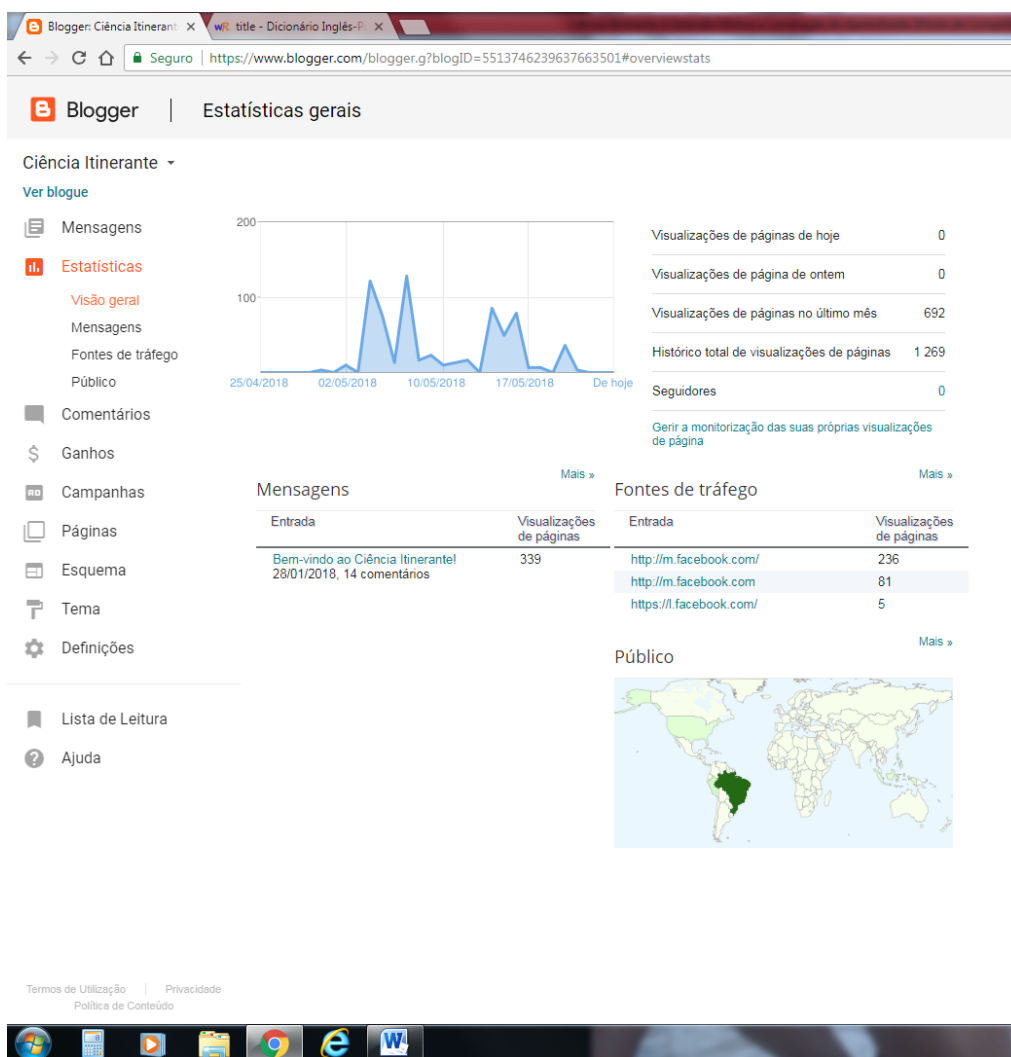 Blogger: Ciência Itinerant
title - Dicionário Inglês-P
Seguro | https://www.blogger.com/blogger.g?blogID=5513746239637663501#overviewstats
Blogger | Estatísticas gerais
Ciência Itinerante
Ver blogue
Mensagens
Estatísticas
Visão geral
Mensagens
Fontes de tráfego
Público
Comentários
Ganhos
Campanhas
Páginas
Esquema
Tema
Definições
Lista de Leitura
Ajuda
200
100
25/04/2018 02/05/2018 10/05/2018 17/05/2018 De hoje
Visualizações de páginas de hoje 0
Visualizações de página de ontem 0
Visualizações de páginas no último mês 692
Histórico total de visualizações de páginas 1 269
Seguidores 0
Gerir a monitorização das suas próprias visualizações
de página
Mais »
Mensagens
Entrada Visualizações
de páginas
Bem-vindo ao Ciência Itinerante! 339
28/01/2018, 14 comentários
Mais »
Fontes de tráfego
Entrada Visualizações
de páginas
http://m.facebook.com/ 236
http://m.facebook.com 81
https://l.facebook.com/ 5
Mais »
Público
Termos de Utilização | Privacidade
Política de Conteúdo